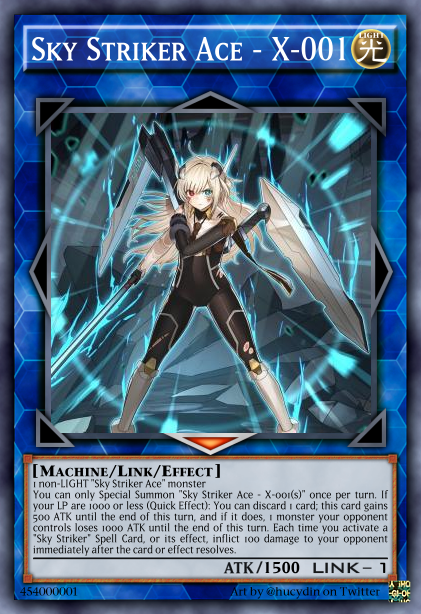 SKY STRIKER ACE - X-001
LIGHT
光
[MACHINE/LINK/EFFECT]
1 non-LIGHT "Sky Striker Ace" monster
You can only Special Summon "Sky Striker Ace - X-001(s)" once per turn. If
your LP are 1000 or less (Quick Effect): You can discard 1 card; this card gains
500 ATK until the end of this turn, and if it does, 1 monster your opponent
controls loses 1000 ATK until the end of this turn. Each time you activate a
"Sky Striker" Spell Card, or its effect, inflict 100 damage to your opponent
immediately after the card or effect resolves.
ATK/1500 LINK-1
454000001 Art by @hucydin on Twitter